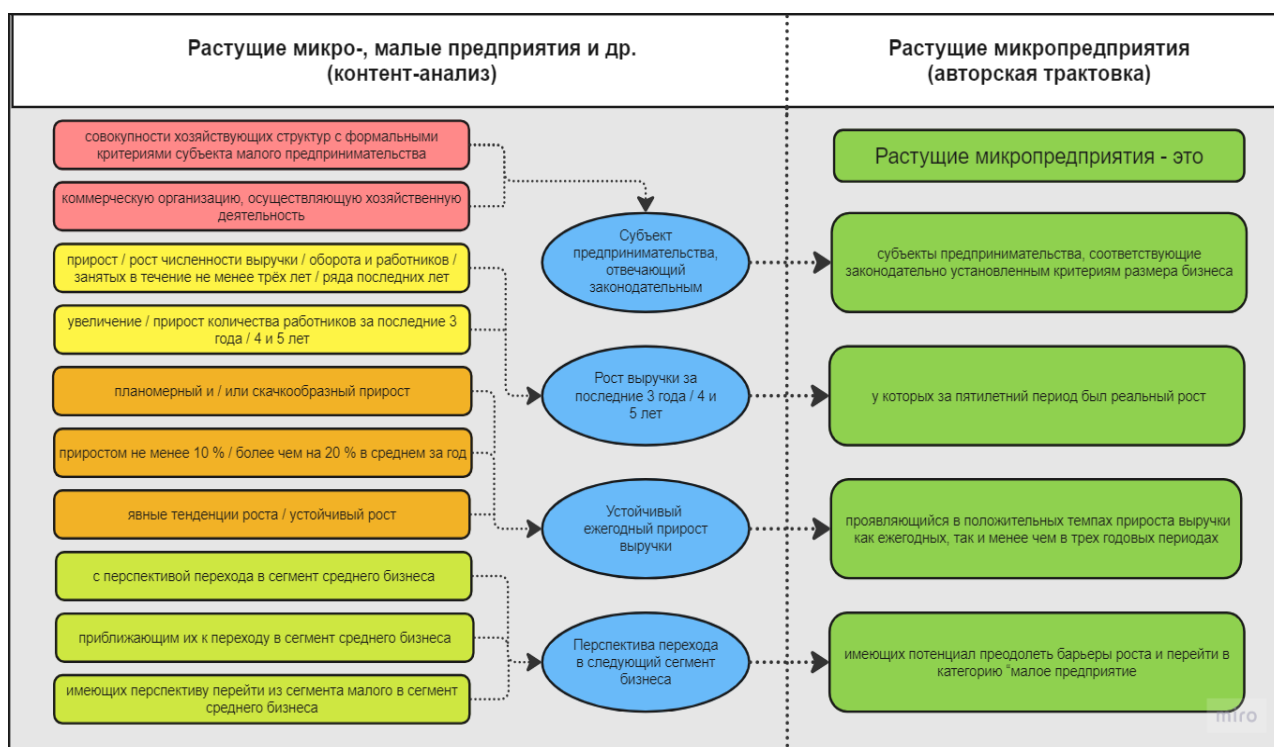 Растущие микро-, малые предприятия и др.
(контент-анализ)
Растущие микропредприятия
(авторская трактовка)
совокупности хозяйствующих структур с формальными
критериями субъекта малого предпринимательства
коммерческую организацию, осуществляющую хозяйственную
деятельность
прирост / рост численности выручки / оборота и работников /
занятых в течение не менее трёх лет / ряда последних лет
увеличение / прирост количества работников за последние 3
года / 4 и 5 лет
планомерный и / или скачкообразный прирост
приростом не менее 10 % / более чем на 20 % в среднем за год
явные тенденции роста / устойчивый рост
с перспективой перехода в сегмент среднего бизнеса
приближающим их к переходу в сегмент среднего бизнеса
имеющих перспективу перейти из сегмента малого в сегмент
среднего бизнеса
Субъект
предпринимательства,
отвечающий
законодательным
Рост выручки за
последние 3 года / 4 и
5 лет
Устойчивый
ежегодный прирост
выручки
Перспектива перехода
в следующий сегмент
бизнеса
Растущие микропредприятия - это
субъекты предпринимательства, соответствующие
законодательно установленным критериям размера бизнеса
у которых за пятилетний период был реальный рост
проявляющийся в положительных темпах прироста выручки
как ежегодных, так и менее чем в трех годовых периодах
имеющих потенциал преодолеть барьеры роста и перейти в
категорию “малое предприятие
miro